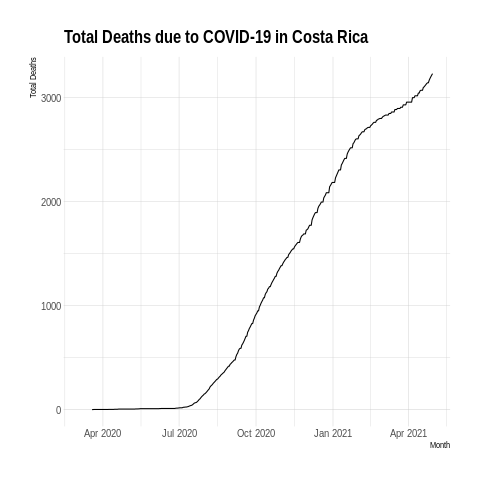 Total Deaths due to COVID-19 in Costa Rica
Total Deaths
3000
2000
1000
0
Apr 2020 Jul 2020 Oct 2020 Jan 2021 Apr 2021
Month